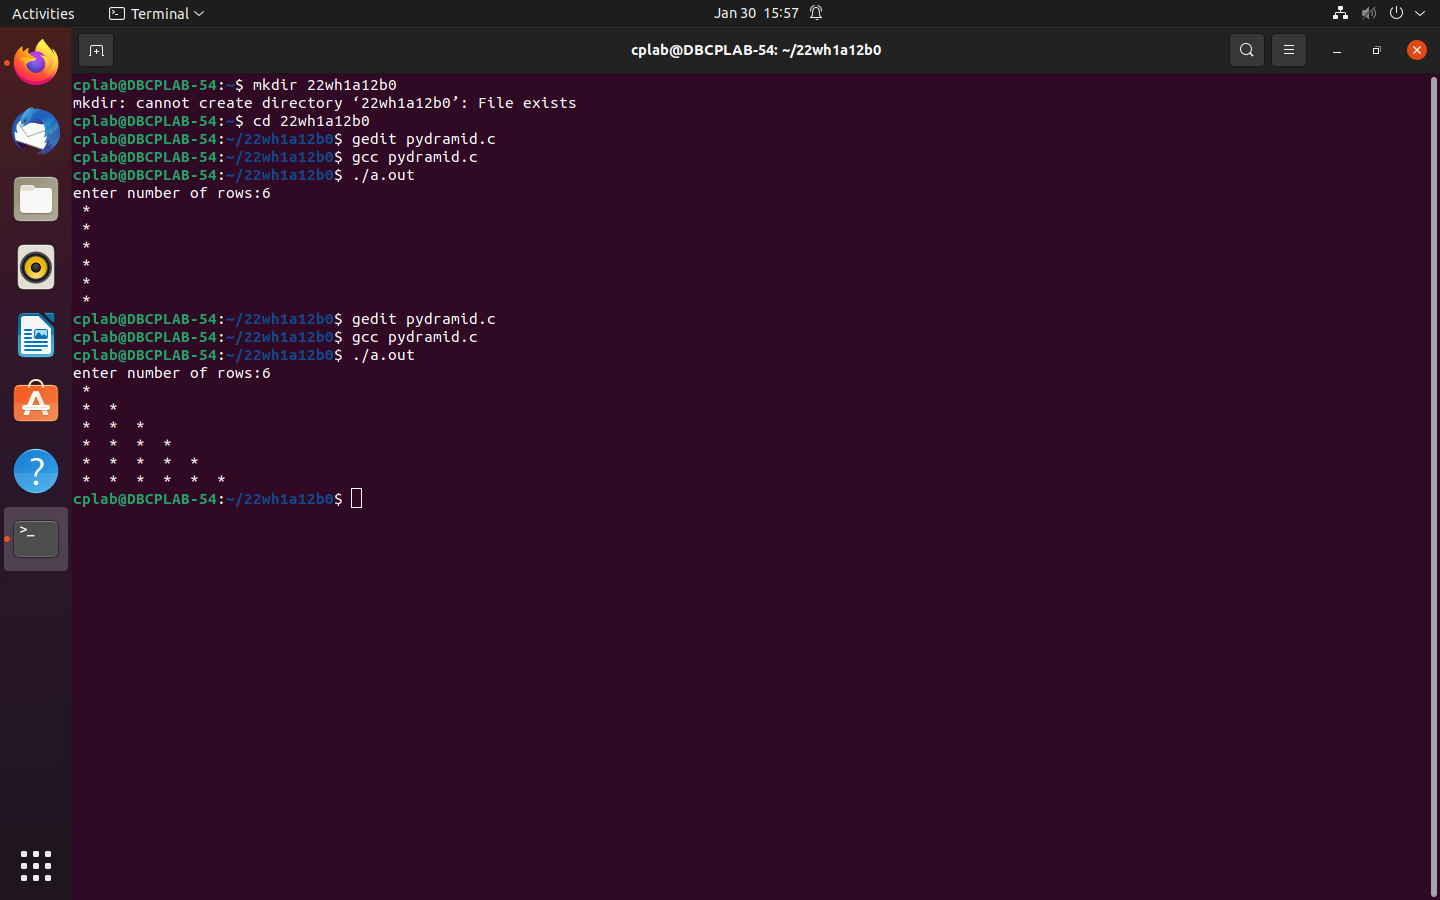 Activities
Terminal
Jan 30 15:57
cplab@DBCPLAB-54: ~/22wh1a12b0
cplab@DBCPLAB-54:~$ mkdir 22wh1a12b0
mkdir: cannot create directory ‘22wh1a12b0’: File exists
cplab@DBCPLAB-54:~$ cd 22wh1a12b0
cplab@DBCPLAB-54:~/22wh1a12b0$ gedit pydramid.c
cplab@DBCPLAB-54:~/22wh1a12b0$ gcc pydramid.c
cplab@DBCPLAB-54:~/22wh1a12b0$ ./a.out
enter number of rows:6
 *
 *
 *
 *
 *
 *
cplab@DBCPLAB-54:~/22wh1a12b0$ gedit pydramid.c
cplab@DBCPLAB-54:~/22wh1a12b0$ gcc pydramid.c
cplab@DBCPLAB-54:~/22wh1a12b0$ ./a.out
enter number of rows:6
 *
 *  *
 *  *  *
 *  *  *  *
 *  *  *  *  *
 *  *  *  *  *  *
cplab@DBCPLAB-54:~/22wh1a12b0$